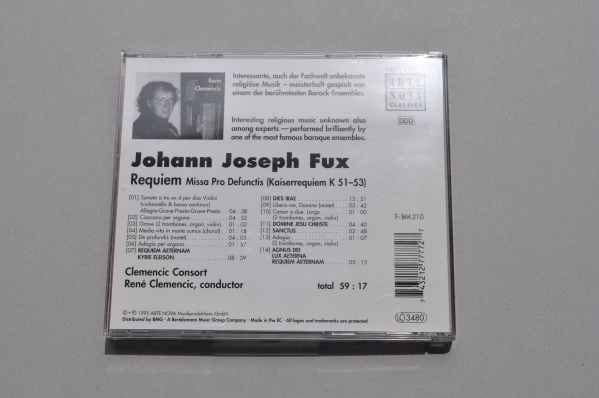 René
Clemencic
Interessante, auch der Fachwelt unbekannte
religiöse Musik – meisterhaft gespielt von
einem der berühmtesten Barock Ensembles.
Interesting religious music unknown also
among experts – performed brilliantly by
one of the most famous baroque ensembles.
ARTE
NOVA
CLASSICS
DDD
Johann Joseph Fux
Requiem Missa Pro Defunctis (Kaiserrequiem K 51–53)
[01] Sonata a tre ex d per due Violini
(violoncello & basso continuo)
Allegro Grave-Presto-Grave-Presto 04 : 38
[02] Ciaccona per organo 04 : 52
[03] Grave (2 trombones, organ, violin) 01 : 02
[04] Media vita in morte sumus (choral) 01 : 18
[05] De profundis (motet) 04 : 05
[06] Adagio per organo 01 : 57
[07] REQUIEM AETERNAM
KYRIE ELEISON 08 : 39
[08] DIES IRAE 13 : 21
[09] Libera me, Domine (motet) 03 : 42
[10] Canon a due. Largo 01 : 00
(2 trombones, organ, violin)
[11] DOMINE JESU CHRISTE 04 : 40
[12] SANCTUS 02 : 48
[13] Adagio 01 : 07
(2 trombones, organ, violin)
[14] AGNUS DEI
LUX AETERNA
REQUIEM AETERNAM 05 : 15
F: BM 210
Clemencic Consort
René Clemencic, conductor
total 59 : 17
7 43212 77772 7
© + ℗ 1995 ARTE NOVA Musikproduktions GmbH
Distributed by BMG · A Bertelsmann Music Group Company · Made in the EC · All logos and trademarks are protected
LC 3480